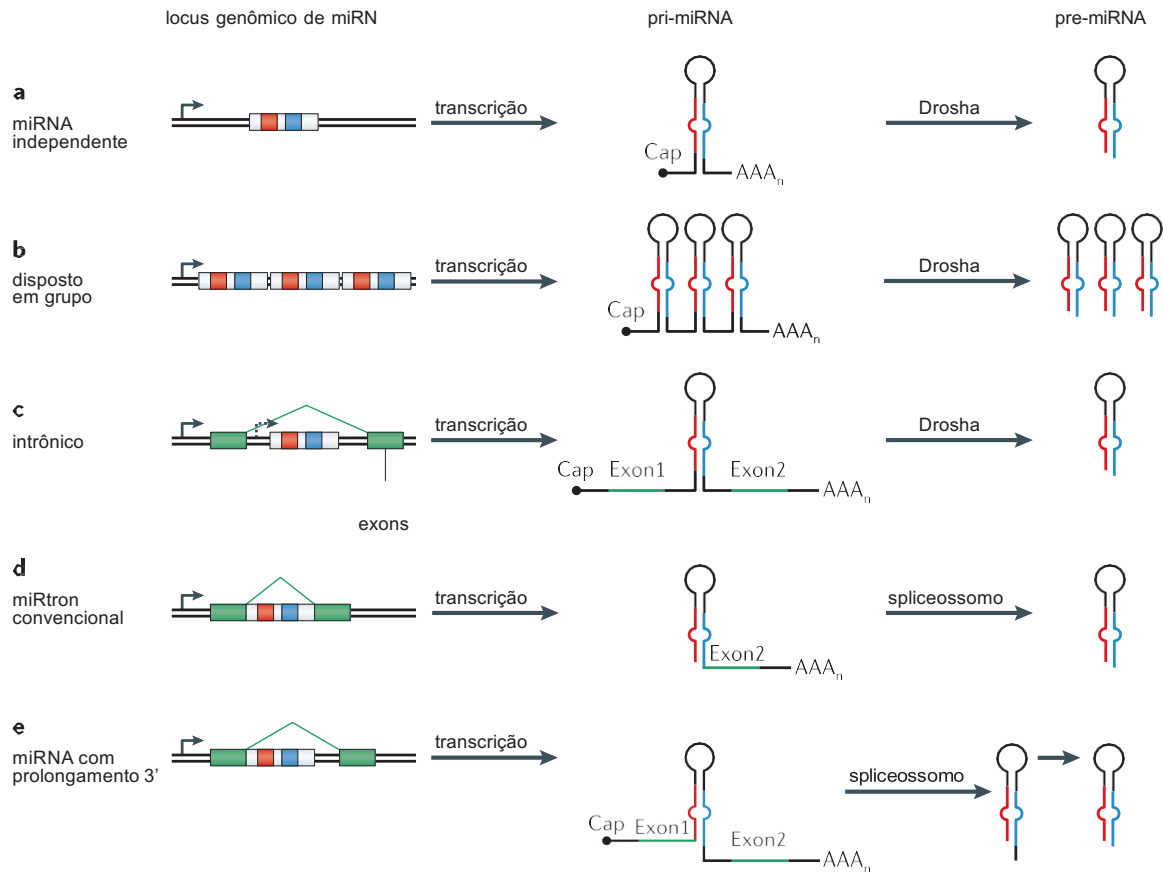 locus genômico de miRN
pri-miRNA
pre-miRNA
a
miRNA
independente
transcrição
Cap
AAAn
Drosha
b
disposto
em grupo
transcrição
Cap
AAAn
Drosha
c
intrônico
exons
transcrição
Cap
Exon1
Exon2
AAAn
Drosha
d
miRtron
convencional
transcrição
Exon2
AAAn
spliceossomo
e
miRNA com
prolongamento 3’
transcrição
Cap
Exon1
Exon2
AAAn
spliceossomo